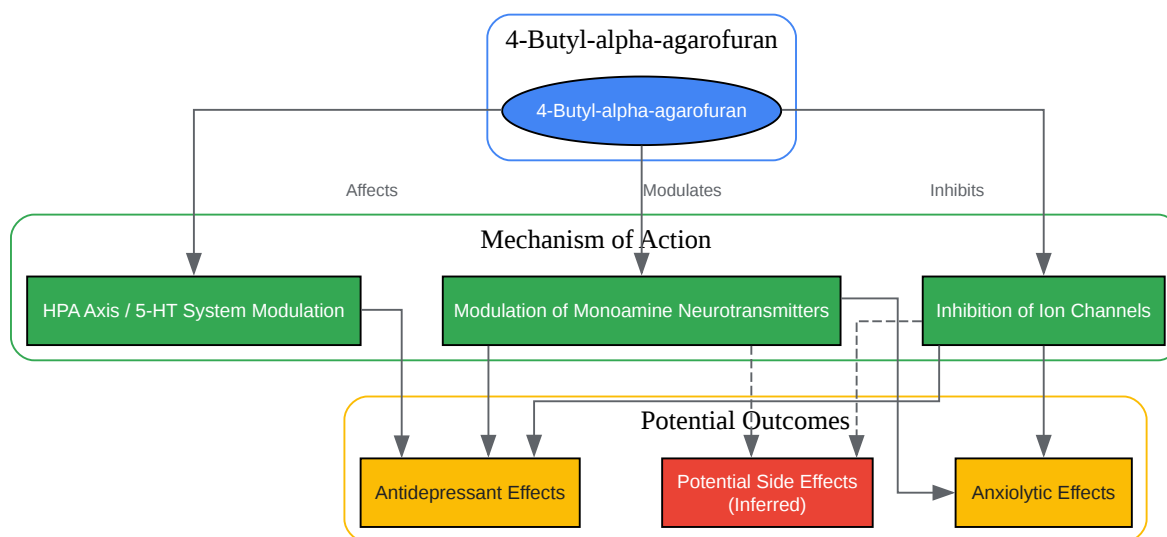 4-Butyl-alpha-agarofuran
4-Butyl-alpha-agarofuran
Affects
Modulates
Inhibits
Mechanism of Action
HPA Axis / 5-HT System Modulation
Modulation of Monoamine Neurotransmitters
Inhibition of Ion Channels
Potential Outcomes
Antidepressant Effects
Potential Side Effects
(Inferred)
Anxiolytic Effects